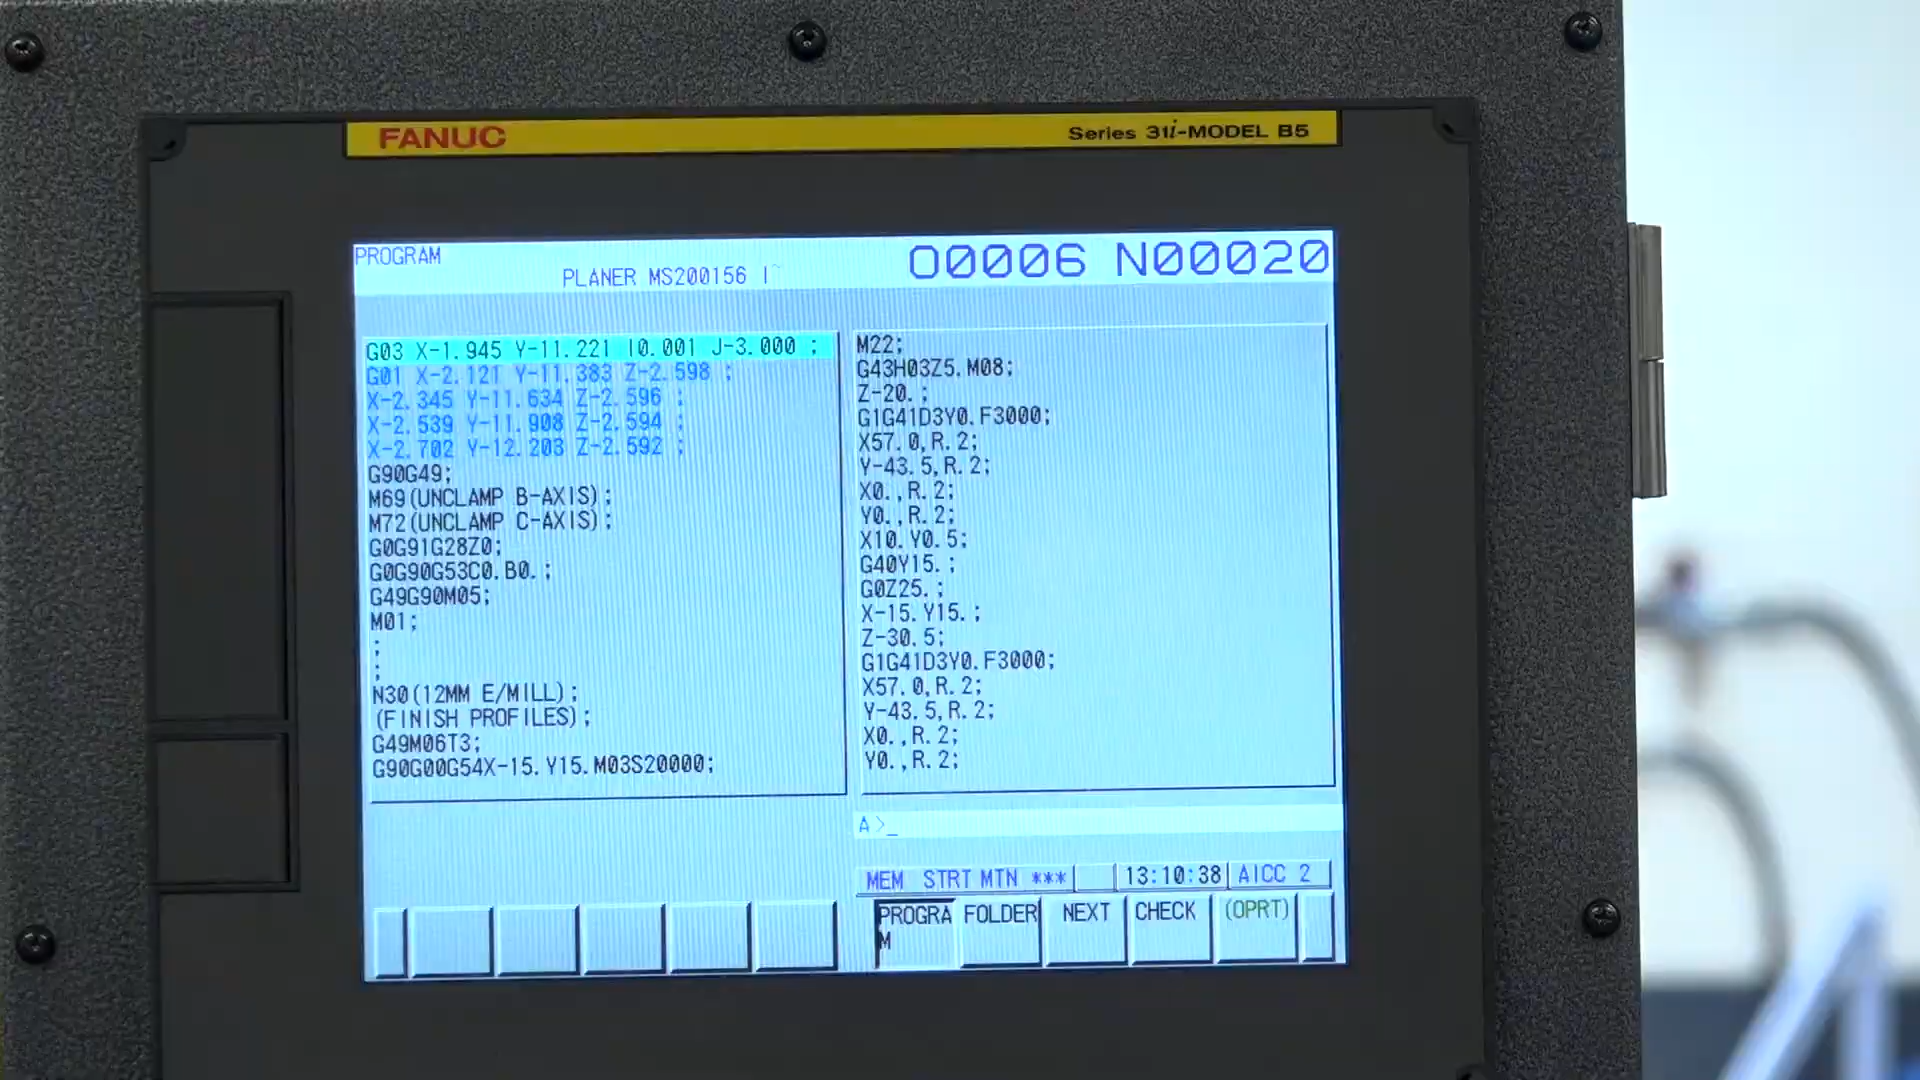 FANUC
Series 31i-MODEL B5
PROGRAM
O0006 N00020
PLANER MS200156 I~
G03 X-1.945 Y-11.221 I0.001 J-3.000 ;
G01 X-2.121 Y-11.383 Z-2.598 ;
X-2.345 Y-11.634 Z-2.596 ;
X-2.539 Y-11.908 Z-2.594 ;
X-2.702 Y-12.203 Z-2.592 ;
G90G49;
M69(UNCLAMP B-AXIS);
M72(UNCLAMP C-AXIS);
G0G91G28Z0;
G0G90G53C0.B0.;
G49G90M05;
M01;
;
;
N30(12MM E/MILL);
(FINISH PROFILES);
G49M06T3;
G90G00G54X-15.Y15.M03S20000;
M22;
G43H03Z5.M08;
Z-20.;
G1G41D3Y0.F3000;
X57.0,R.2;
Y-43.5,R.2;
X0.,R.2;
Y0.,R.2;
X10.Y0.5;
G40Y15.;
G0Z25.;
X-15.Y15.;
Z-30.5;
G1G41D3Y0.F3000;
X57.0,R.2;
Y-43.5,R.2;
X0.,R.2;
Y0.,R.2;
A>_
MEM STRT MTN *** 13:10:38 AICC 2
PROGRA
M
FOLDER
NEXT
CHECK
(OPRT)